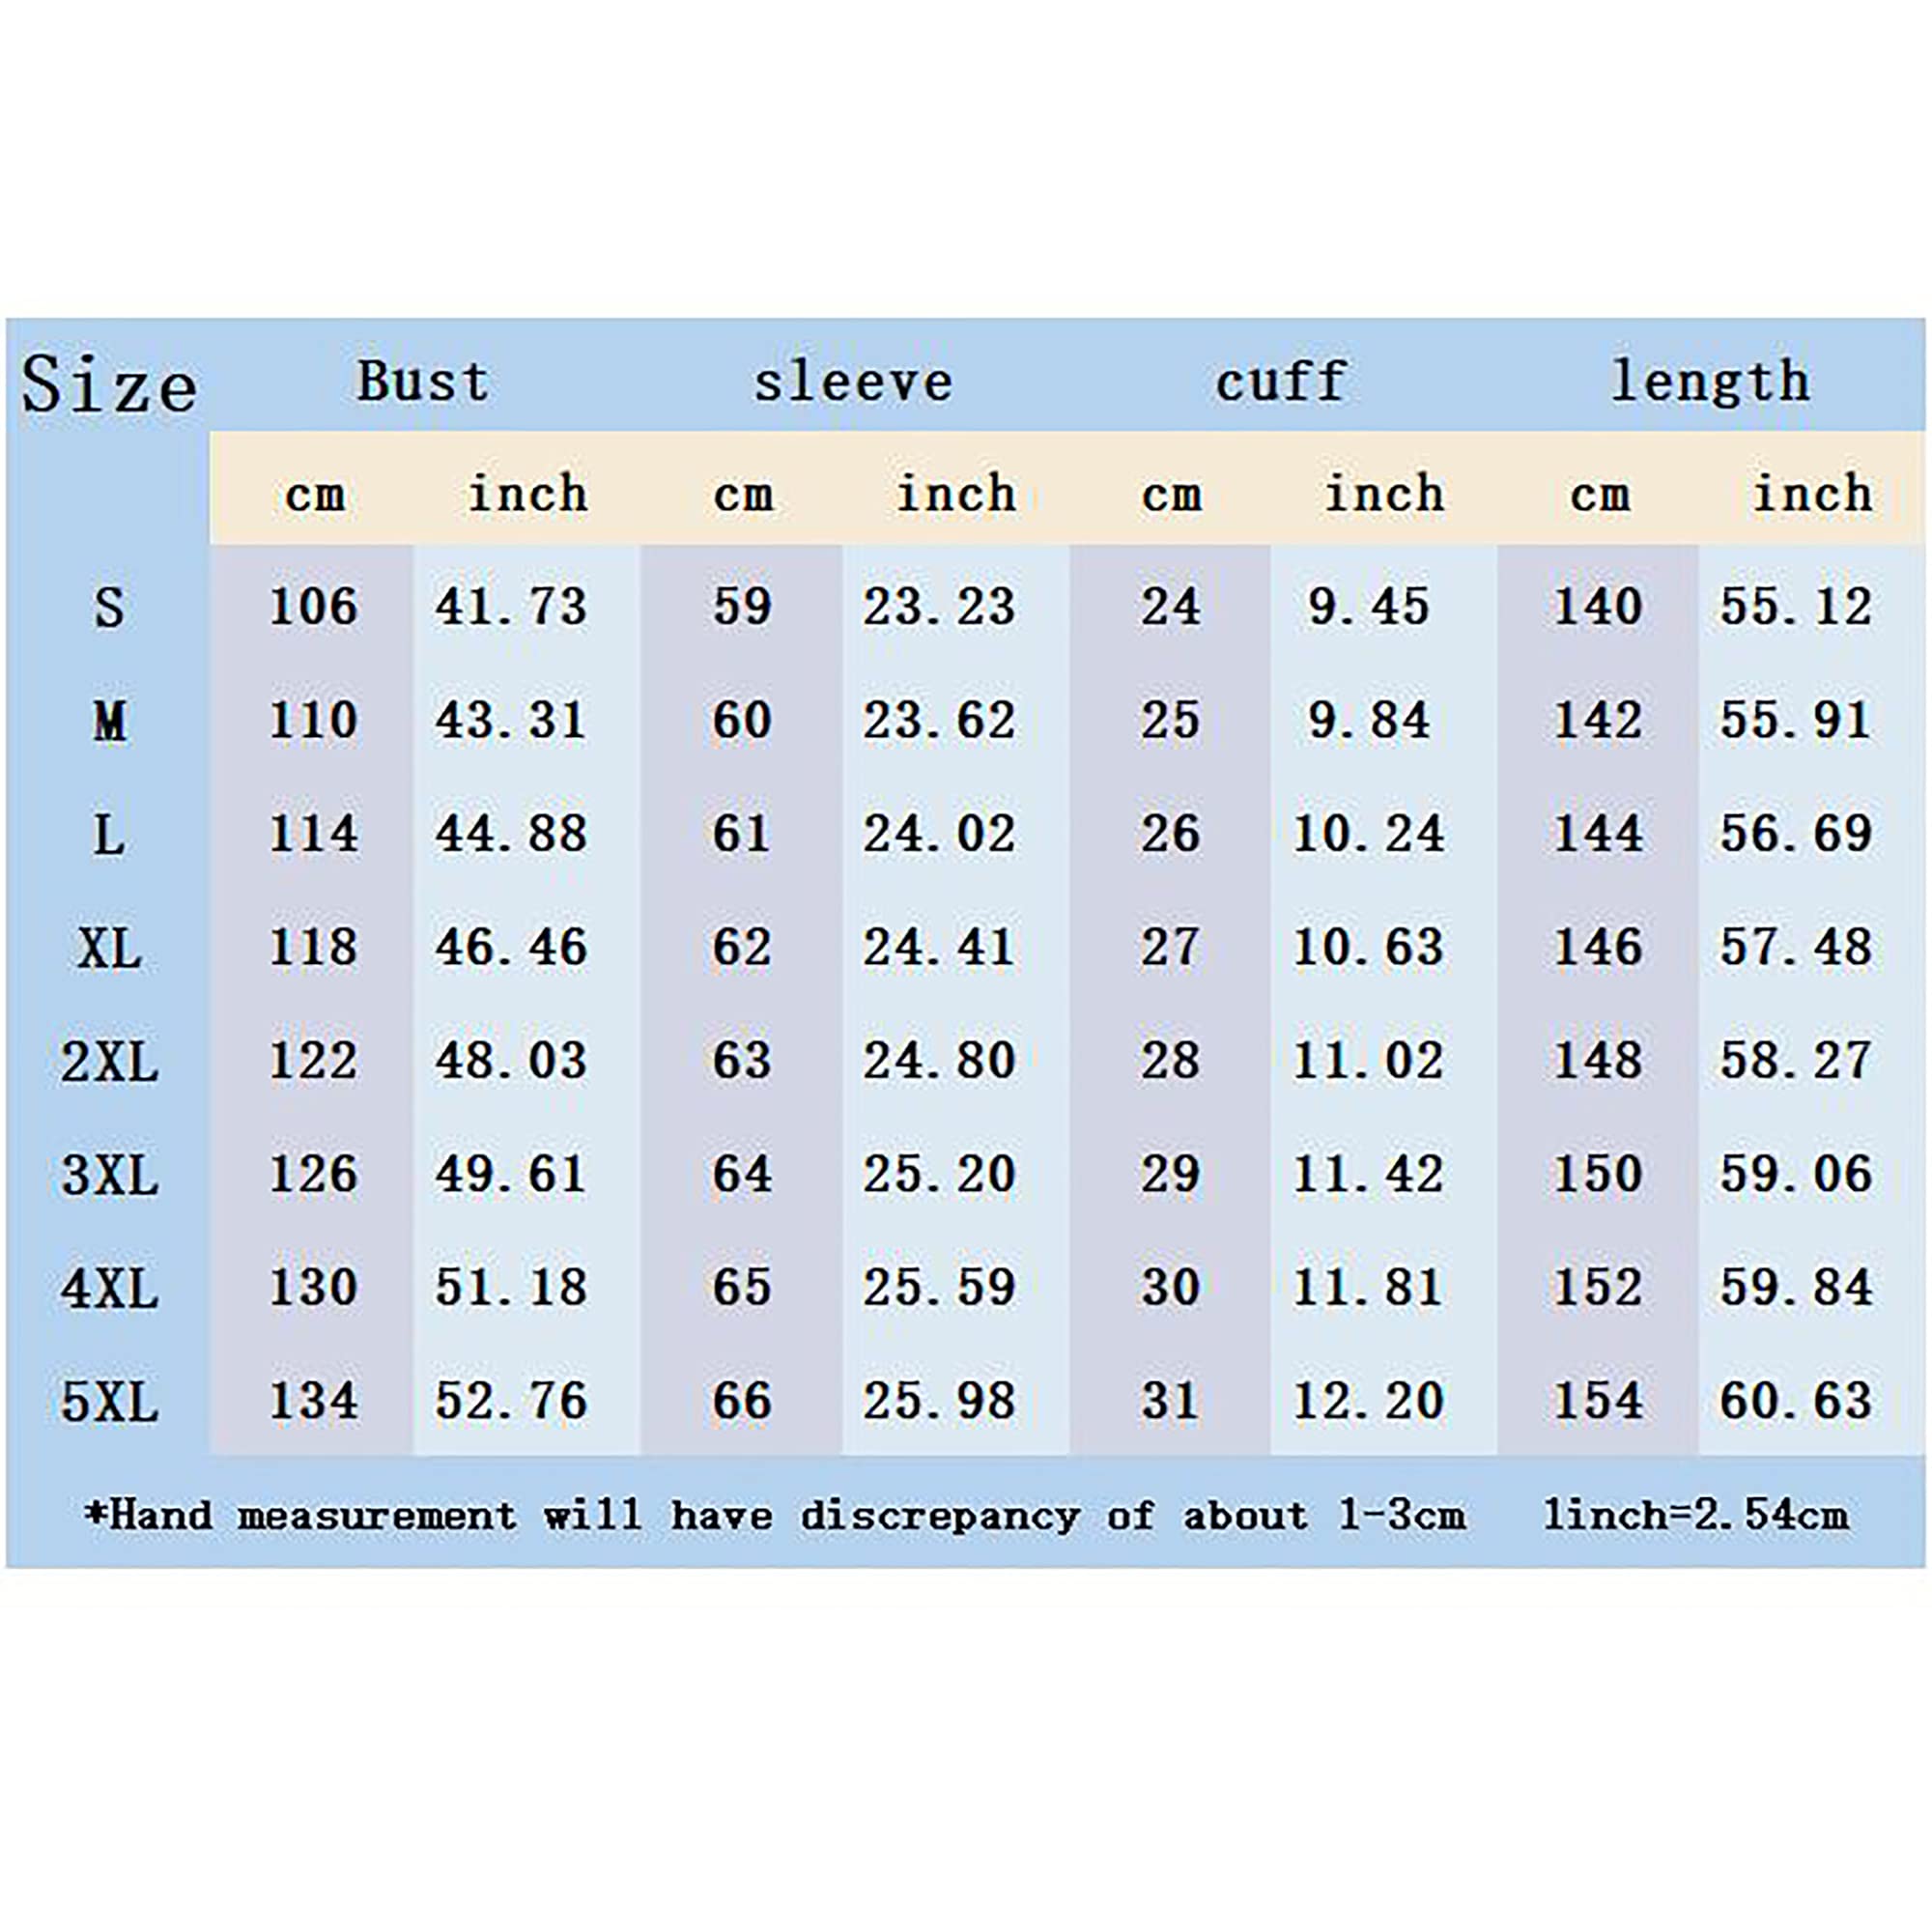 Size Bust sleeve cuff length
cm inch cm inch cm inch cm inch
S 106 41.73 59 23.23 24 9.45 140 55.12
M 110 43.31 60 23.62 25 9.84 142 55.91
L 114 44.88 61 24.02 26 10.24 144 56.69
XL 118 46.46 62 24.41 27 10.63 146 57.48
2XL 122 48.03 63 24.80 28 11.02 148 58.27
3XL 126 49.61 64 25.20 29 11.42 150 59.06
4XL 130 51.18 65 25.59 30 11.81 152 59.84
5XL 134 52.76 66 25.98 31 12.20 154 60.63
*Hand measurement will have discrepancy of about 1-3cm 1inch=2.54cm